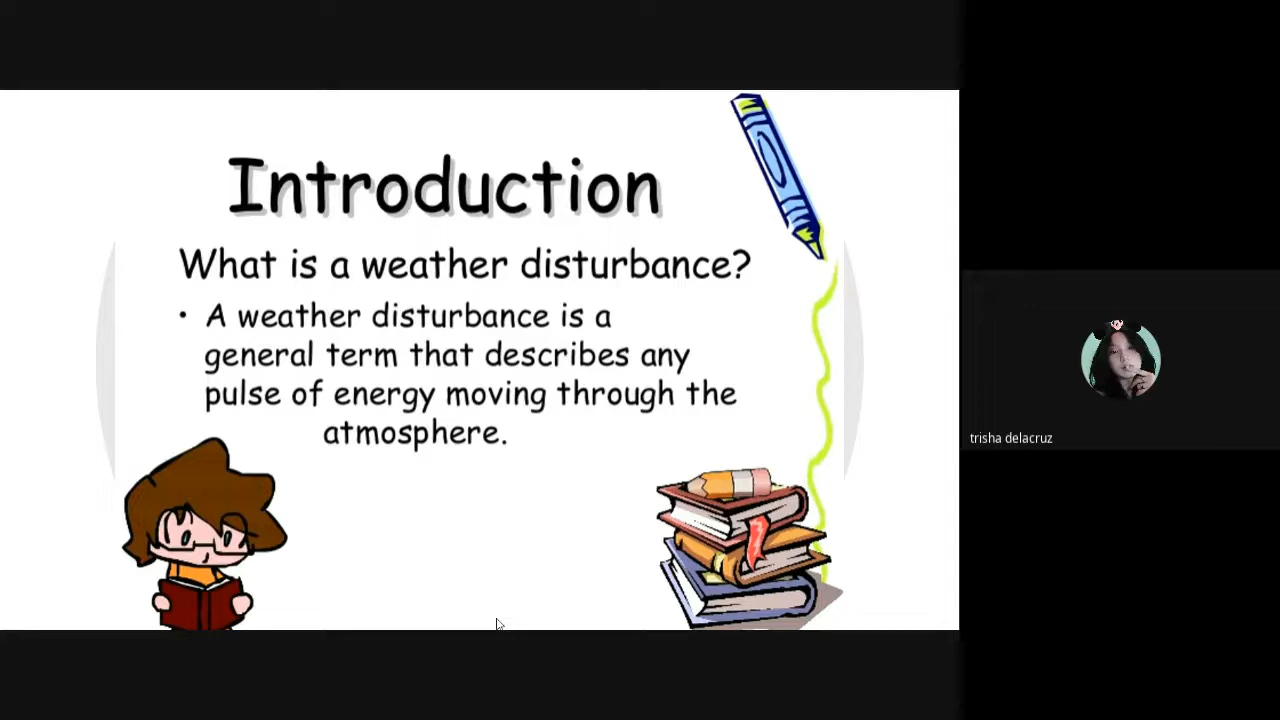 Introduction
What is a weather disturbance?
• A weather disturbance is a
general term that describes any
pulse of energy moving through the
atmosphere.
trisha delacruz